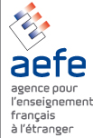 aefe
agence pour
l'enseignement
français
à l'étranger